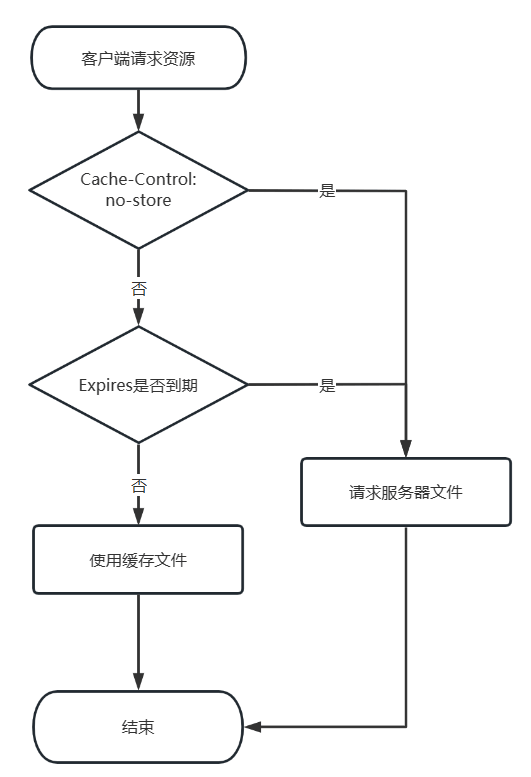 客户端请求资源
Cache-Control:
no-store
是
否
Expires是否到期
是
否
请求服务器文件
使用缓存文件
结束